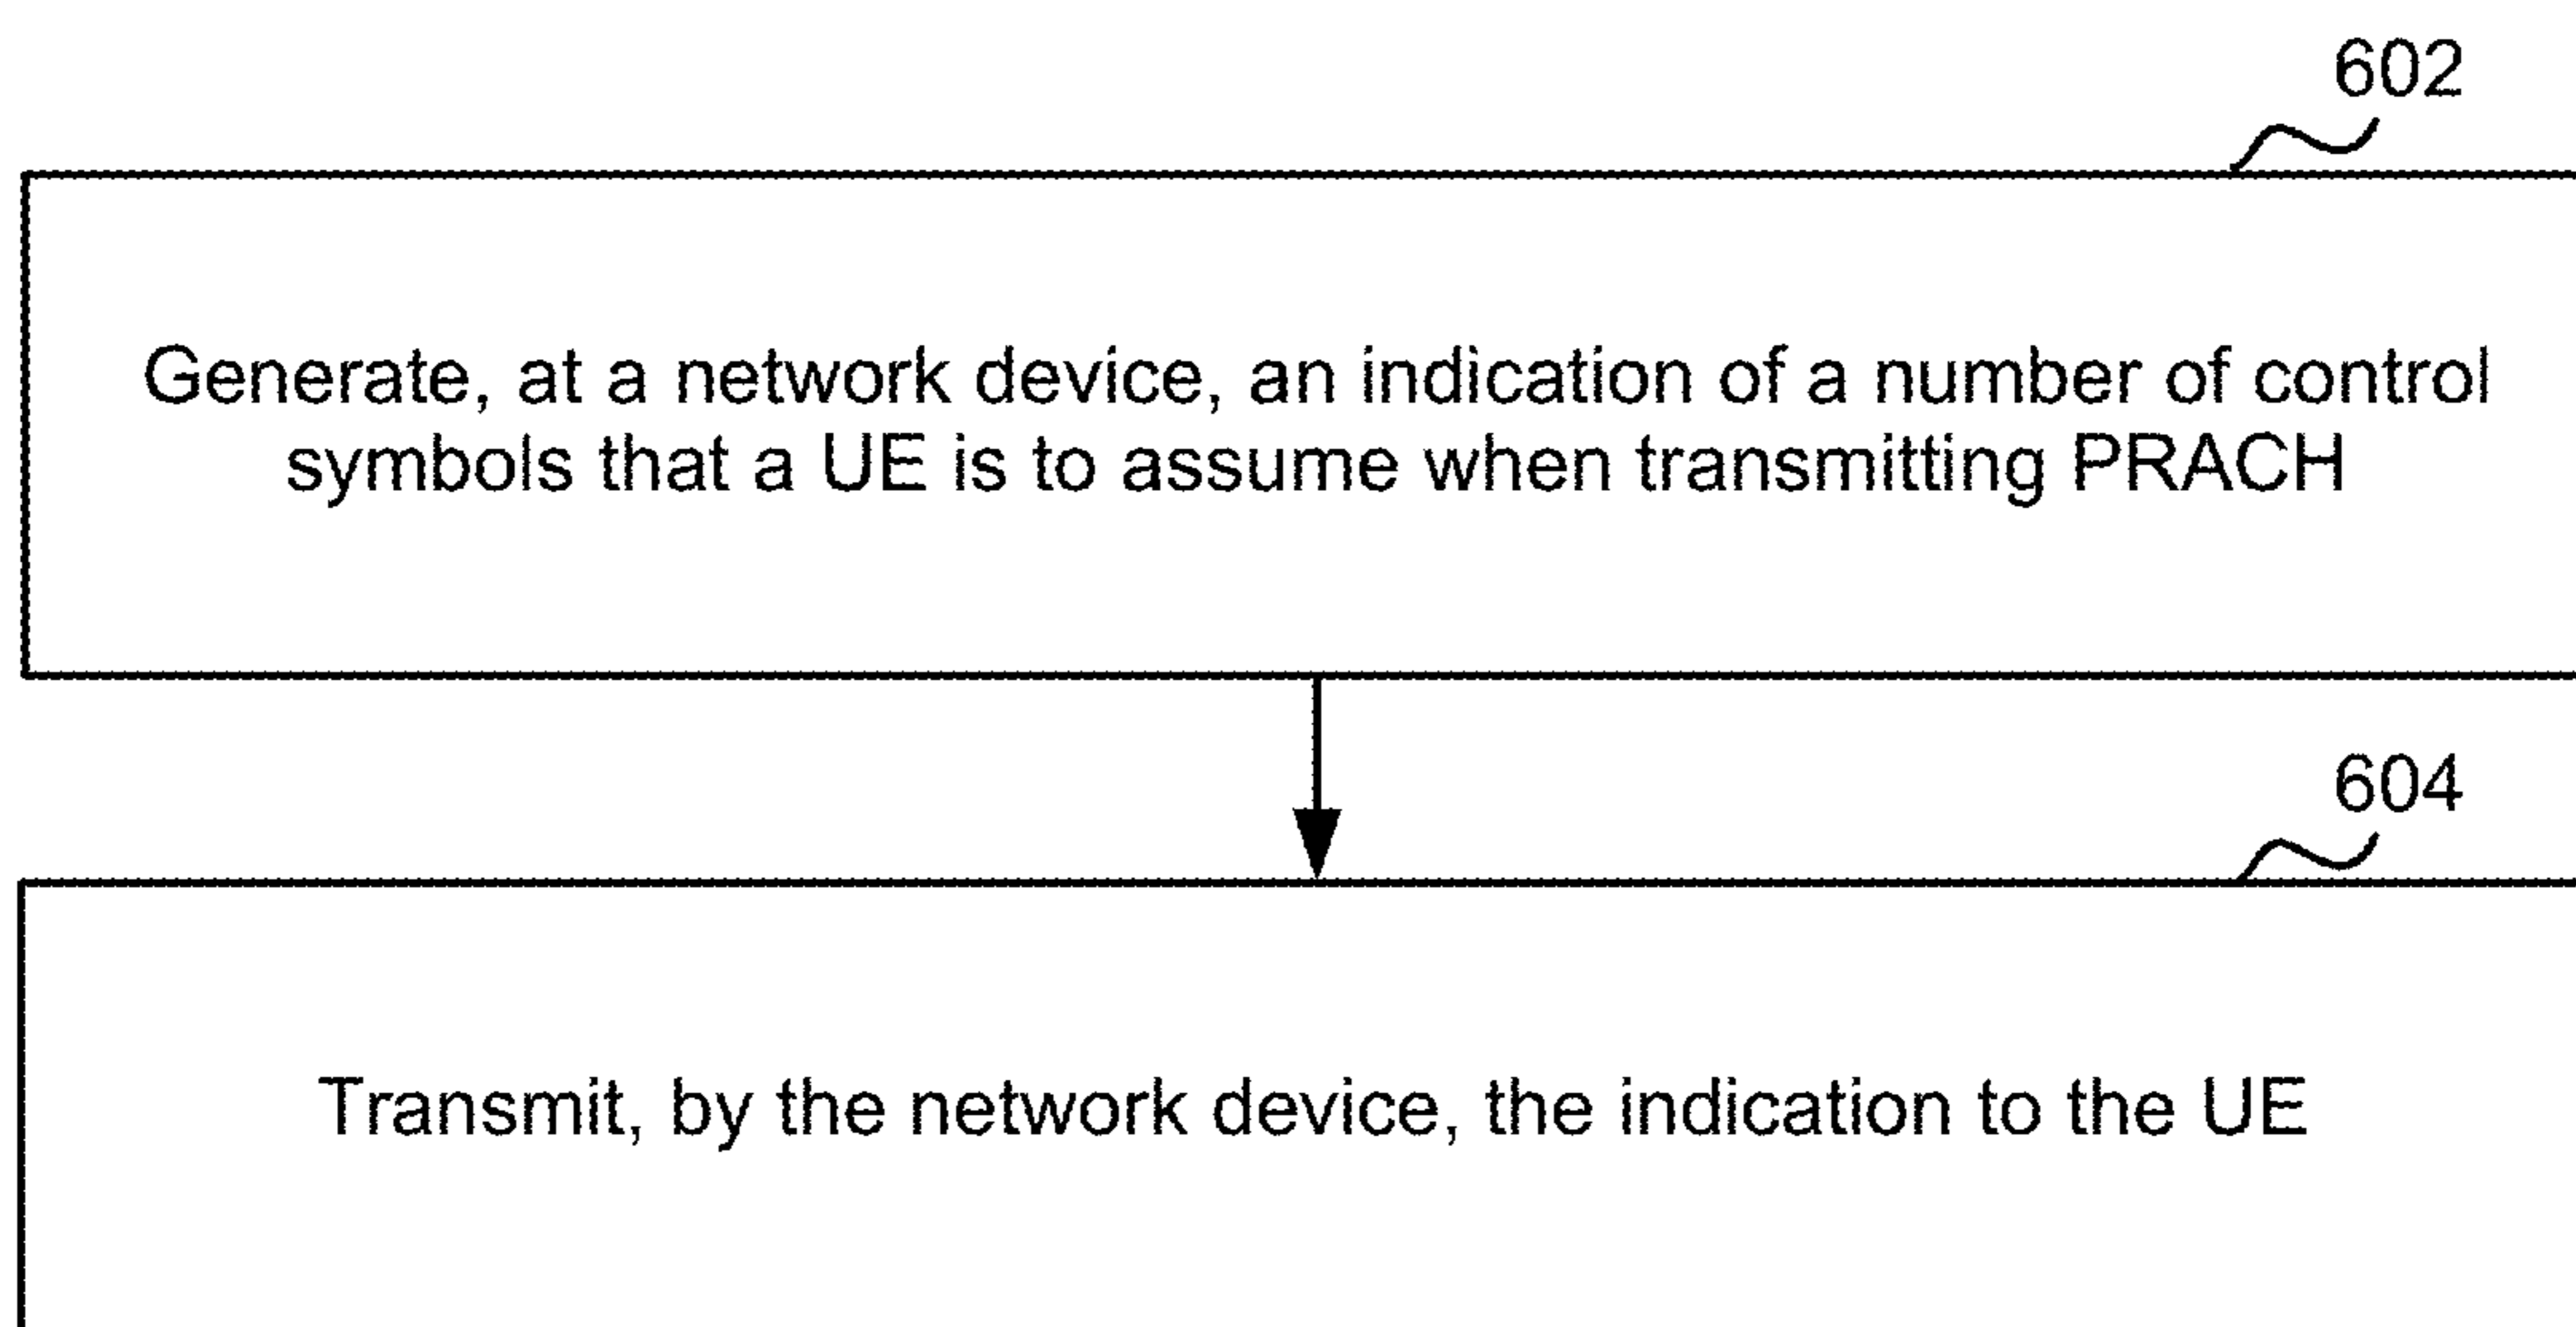 602
Generate, at a network device, an indication of a number of control
symbols that a UE is to assume when transmitting PRACH
604
Transmit, by the network device, the indication to the UE